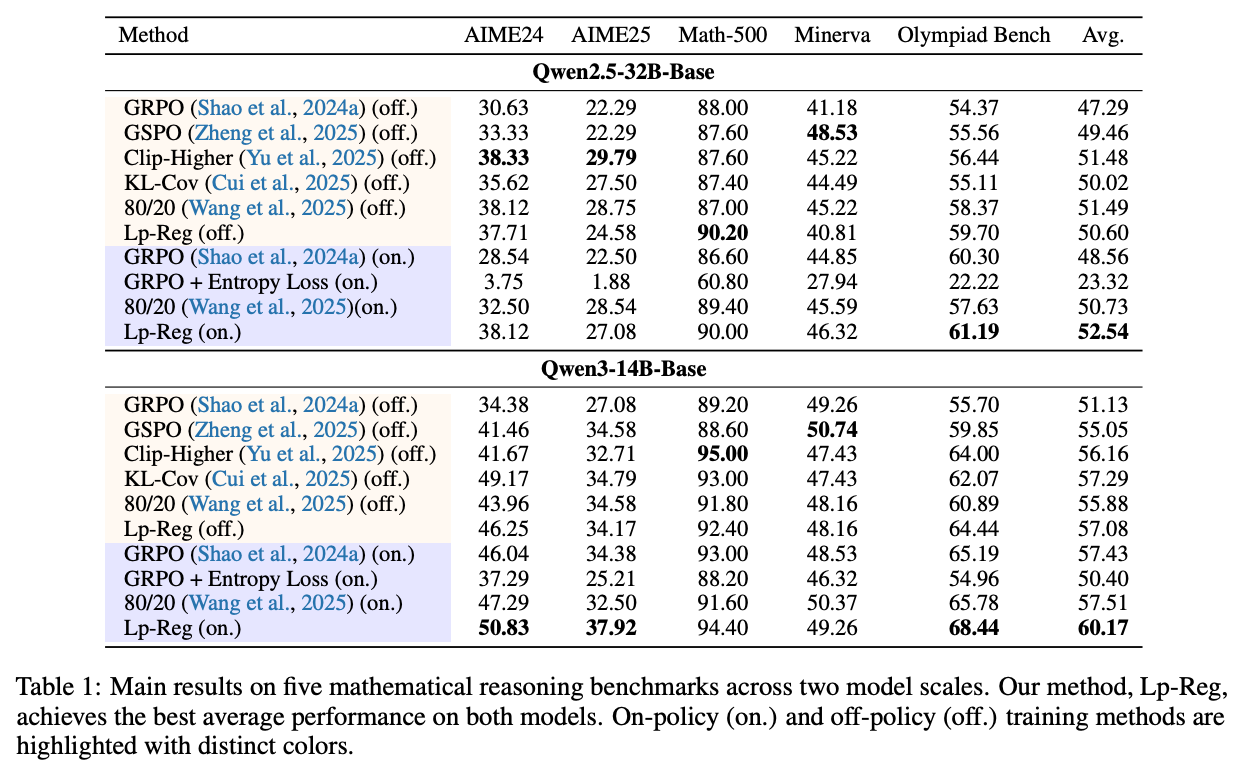 Method AIME24 AIME25 Math-500 Minerva Olympiad Bench Avg.
Qwen2.5-32B-Base
GRPO (Shao et al., 2024a) (off.) 30.63 22.29 88.00 41.18 54.37 47.29
GSPO (Zheng et al., 2025) (off.) 33.33 22.29 87.60 48.53 55.56 49.46
Clip-Higher (Yu et al., 2025) (off.) 38.33 29.79 87.60 45.22 56.44 51.48
KL-Cov (Cui et al., 2025) (off.) 35.62 27.50 87.40 44.49 55.11 50.02
80/20 (Wang et al., 2025) (off.) 38.12 28.75 87.00 45.22 58.37 51.49
Lp-Reg (off.) 37.71 24.58 90.20 40.81 59.70 50.60
GRPO (Shao et al., 2024a) (on.) 28.54 22.50 86.60 44.85 60.30 48.56
GRPO + Entropy Loss (on.) 3.75 1.88 60.80 27.94 22.22 23.32
80/20 (Wang et al., 2025)(on.) 32.50 28.54 89.40 45.59 57.63 50.73
Lp-Reg (on.) 38.12 27.08 90.00 46.32 61.19 52.54
Qwen3-14B-Base
GRPO (Shao et al., 2024a) (off.) 34.38 27.08 89.20 49.26 55.70 51.13
GSPO (Zheng et al., 2025) (off.) 41.46 34.58 88.60 50.74 59.85 55.05
Clip-Higher (Yu et al., 2025) (off.) 41.67 32.71 95.00 47.43 64.00 56.16
KL-Cov (Cui et al., 2025) (off.) 49.17 34.79 93.00 47.43 62.07 57.29
80/20 (Wang et al., 2025) (off.) 43.96 34.58 91.80 48.16 60.89 55.88
Lp-Reg (off.) 46.25 34.17 92.40 48.16 64.44 57.08
GRPO (Shao et al., 2024a) (on.) 46.04 34.38 93.00 48.53 65.19 57.43
GRPO + Entropy Loss (on.) 37.29 25.21 88.20 46.32 54.96 50.40
80/20 (Wang et al., 2025) (on.) 47.29 32.50 91.60 50.37 65.78 57.51
Lp-Reg (on.) 50.83 37.92 94.40 49.26 68.44 60.17
Table 1: Main results on five mathematical reasoning benchmarks across two model scales. Our method, Lp-Reg,
achieves the best average performance on both models. On-policy (on.) and off-policy (off.) training methods are
highlighted with distinct colors.